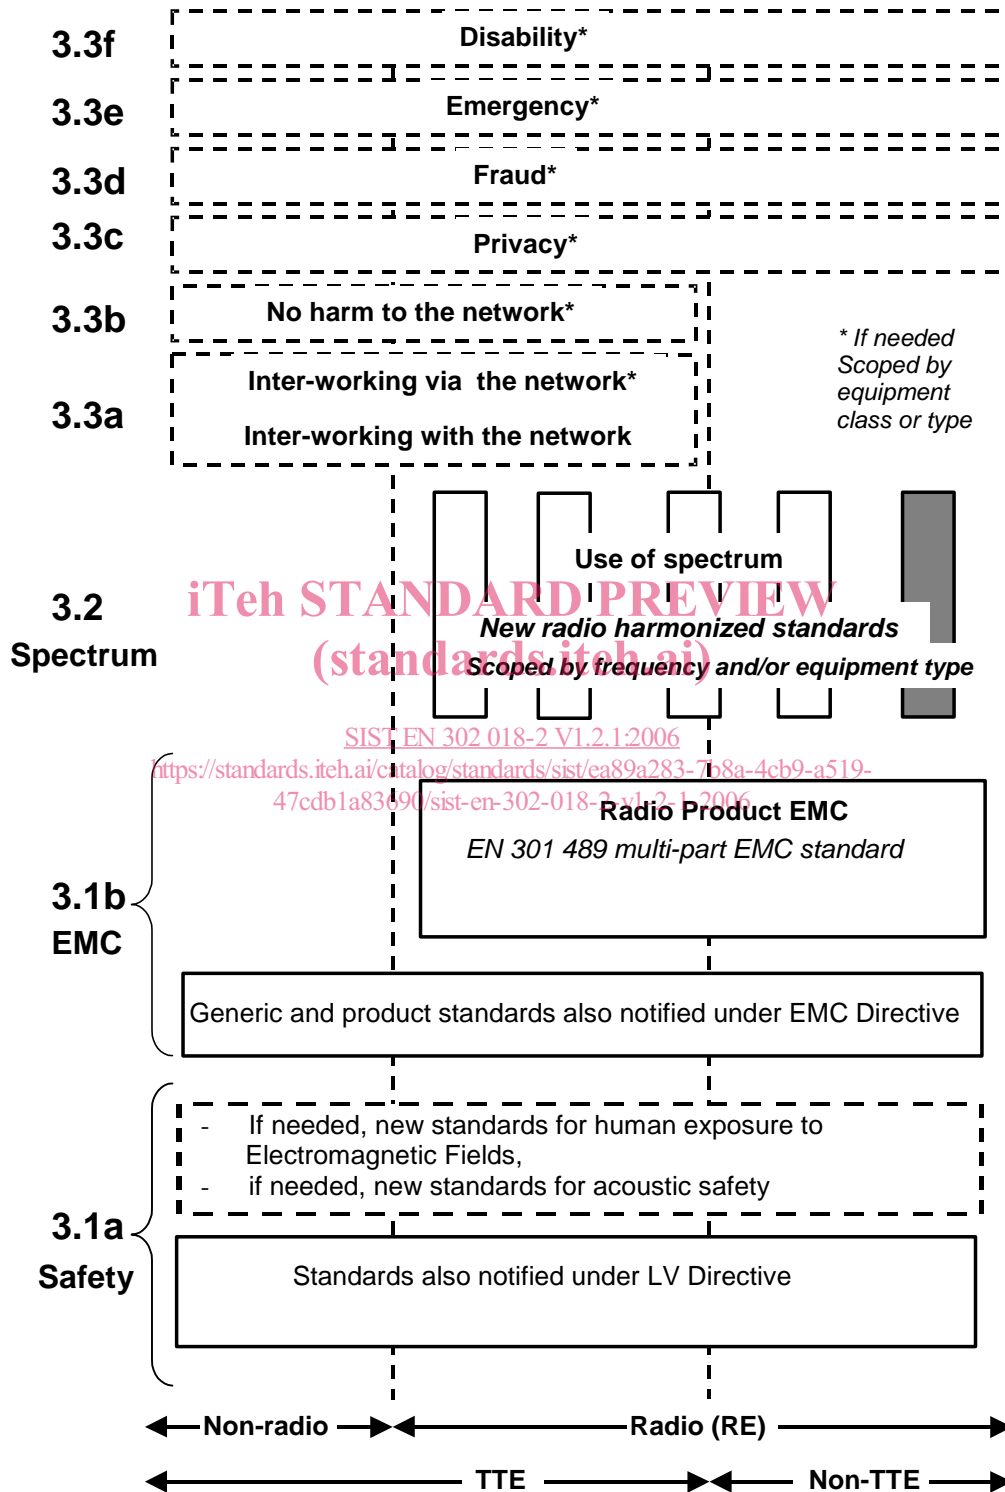 3.3f
Disability*
3.3e
Emergency*
3.3d
Fraud*
3.3c
Privacy*
3.3b
No harm to the network*
* If needed
Scoped by
equipment
class or type
3.3a
Inter-working via the network*
Inter-working with the network
3.2
Spectrum
Use of spectrum
iTeh STANDARD PREVIEW
New radio harmonized standards
(standards.iteh.ai)
Scoped by frequency and/or equipment type
SIST EN 302 018-2 V1.2.1:2006
https://standards.iteh.ai/catalog/standards/sist/ea89a283-7b8a-4cb9-a519-
47cdb1a83690/sist-en-302-018-2-v1-2-1-2006
3.1b
EMC
Radio Product EMC
EN 301 489 multi-part EMC standard
Generic and product standards also notified under EMC Directive
3.1a
Safety
- If needed, new standards for human exposure to
Electromagnetic Fields,
- if needed, new standards for acoustic safety
Standards also notified under LV Directive
Non-radio
Radio (RE)
TTE
Non-TTE